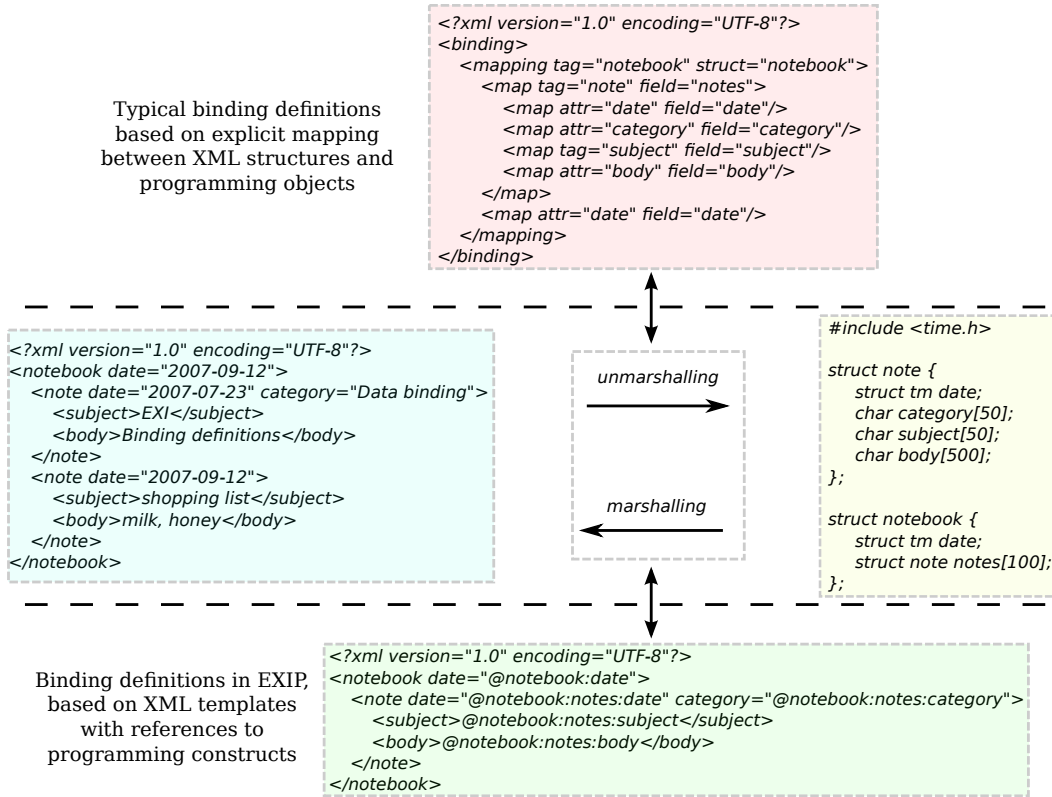 Typical binding definitions
based on explicit mapping
between XML structures and
programming objects
<?xml version="1.0" encoding="UTF-8"?>
<binding>
<mapping tag="notebook" struct="notebook">
<map tag="note" field="notes">
<map attr="date" field="date"/>
<map attr="category" field="category"/>
<map tag="subject" field="subject"/>
<map attr="body" field="body"/>
</map>
<map attr="date" field="date"/>
</mapping>
</binding>
<?xml version="1.0" encoding="UTF-8"?>
<notebook date="2007-09-12">
<note date="2007-07-23" category="Data binding">
<subject>EXI</subject>
<body>Binding definitions</body>
</note>
<note date="2007-09-12">
<subject>shopping list</subject>
<body>milk, honey</body>
</note>
</notebook>
unmarshalling
marshalling
#include <time.h>
struct note {
struct tm date;
char category[50];
char subject[50];
char body[500];
};
struct notebook {
struct tm date;
struct note notes[100];
};
Binding definitions in EXIP,
based on XML templates
with references to
programming constructs
<?xml version="1.0" encoding="UTF-8"?>
<notebook date="@notebook:date">
<note date="@notebook:notes:date" category="@notebook:notes:category">
<subject>@notebook:notes:subject</subject>
<body>@notebook:notes:body</body>
</note>
</notebook>